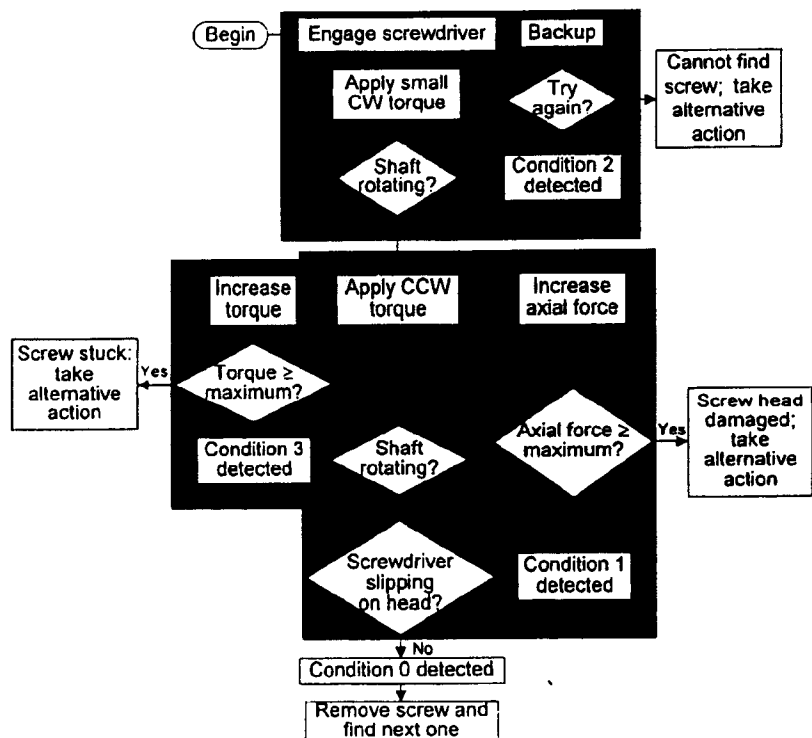 Begin
Engage screwdriver
Backup
Apply small
CW torque
Try
again?
Cannot find
screw; take
alternative
action
Shaft
rotating?
Condition 2
detected
Increase
torque
Apply CCW
torque
Increase
axial force
Screw stuck:
take
alternative
action
Yes
Torque ≥
maximum?
Axial force ≥
maximum?
Yes
Screw head
damaged;
take
alternative
action
Condition 3
detected
Shaft
rotating?
Screwdriver
slipping
on head?
Condition 1
detected
No
Condition 0 detected
Remove screw and
find next one